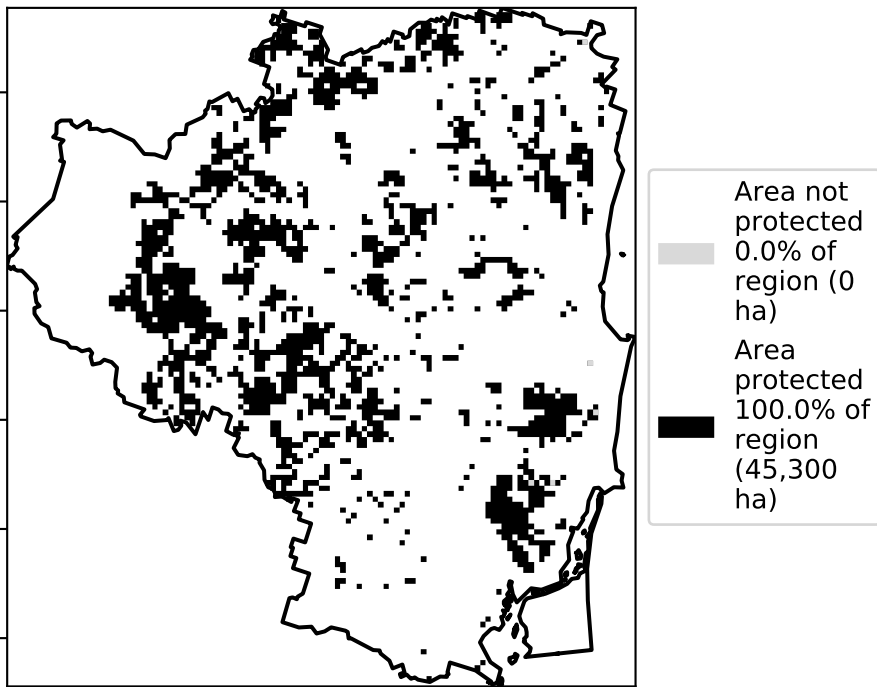 Area not
protected
0.0% of
region (0
ha)
Area
protected
100.0% of
region
(45,300
ha)